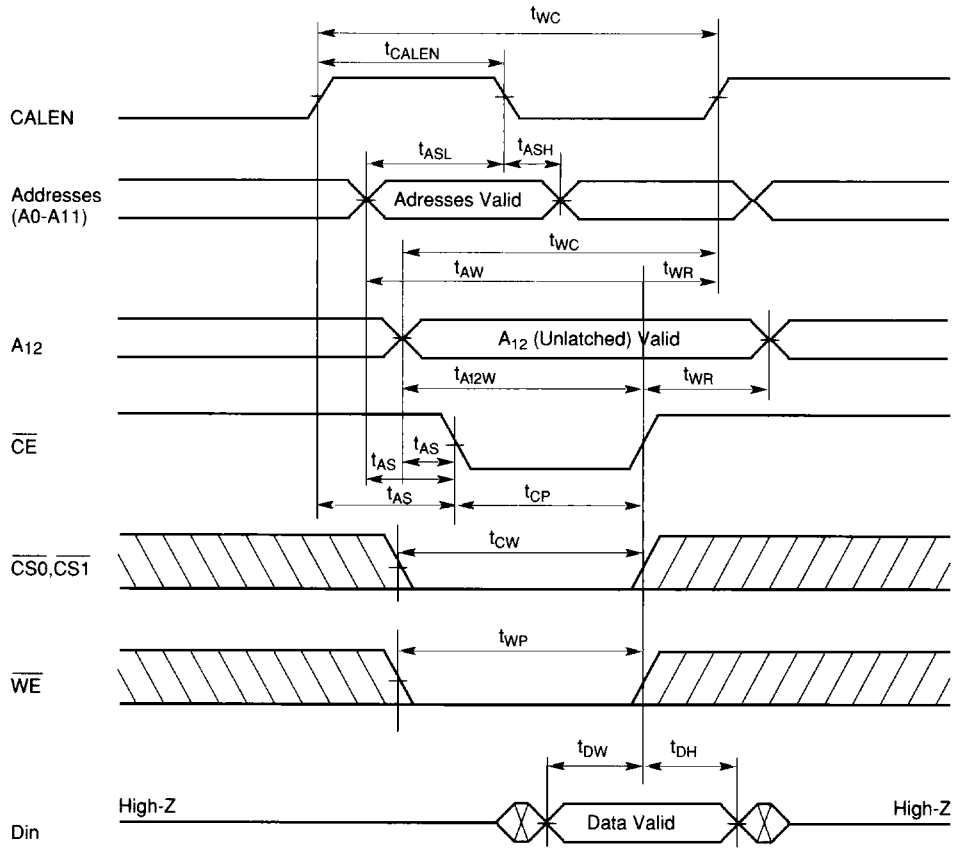 tWC
tCALEN
CALEN
tASL tASH
Addresses
(A0-A11)
Adresses Valid
tWC
tAW tWR
A12
A12 (Unlatched) Valid
tA12W tWR
CE
tAS
tAS
tAS tCP
CS0,CS1
tCW
WE
tWP
tDW tDH
High-Z High-Z
Din
Data Valid